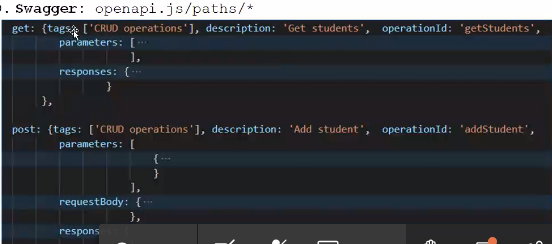 . Swagger: openapi.js/paths/*
get: {tags: ['CRUD operations'], description: 'Get students', operationId: 'getStudents',
parameters: [ ...
],
responses: { ...
}
},
post: {tags: ['CRUD operations'], description: 'Add student', operationId: 'addStudent',
parameters: [
{ ...
}
],
requestBody: { ...
},